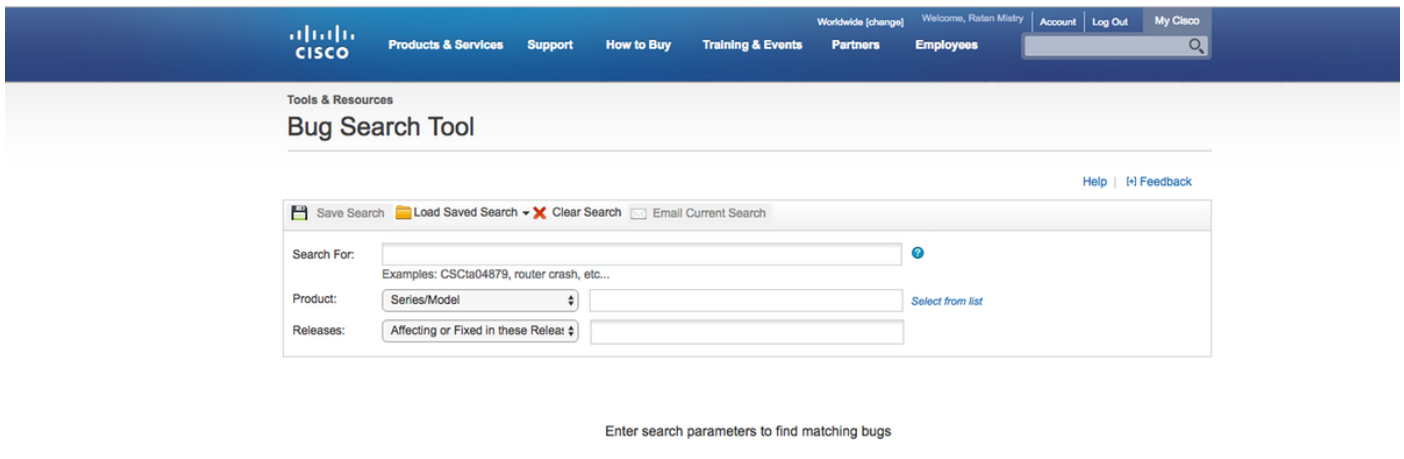 Worldwide [change] Welcome, Ratan Mistry Account Log Out My Cisco
CISCO Products & Services Support How to Buy Training & Events Partners Employees
Tools & Resources
Bug Search Tool
Help | [+] Feedback
Save Search Load Saved Search Clear Search Email Current Search
Search For: ?
Examples: CSCta04879, router crash, etc...
Product: Series/Model Select from list
Releases: Affecting or Fixed in these Releas
Enter search parameters to find matching bugs